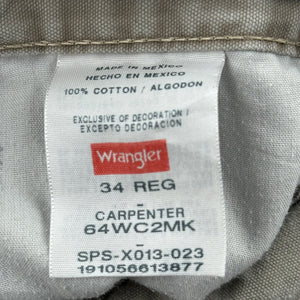 MADE IN MEXICO
HECHO EN MEXICO
100% COTTON / ALGODON
EXCLUSIVE OF DECORATION /
EXCEPTO DECORACIÓN
Wrangler
34 REG
CARPENTER
64WC2MK
SPS-X013-023
191056613877